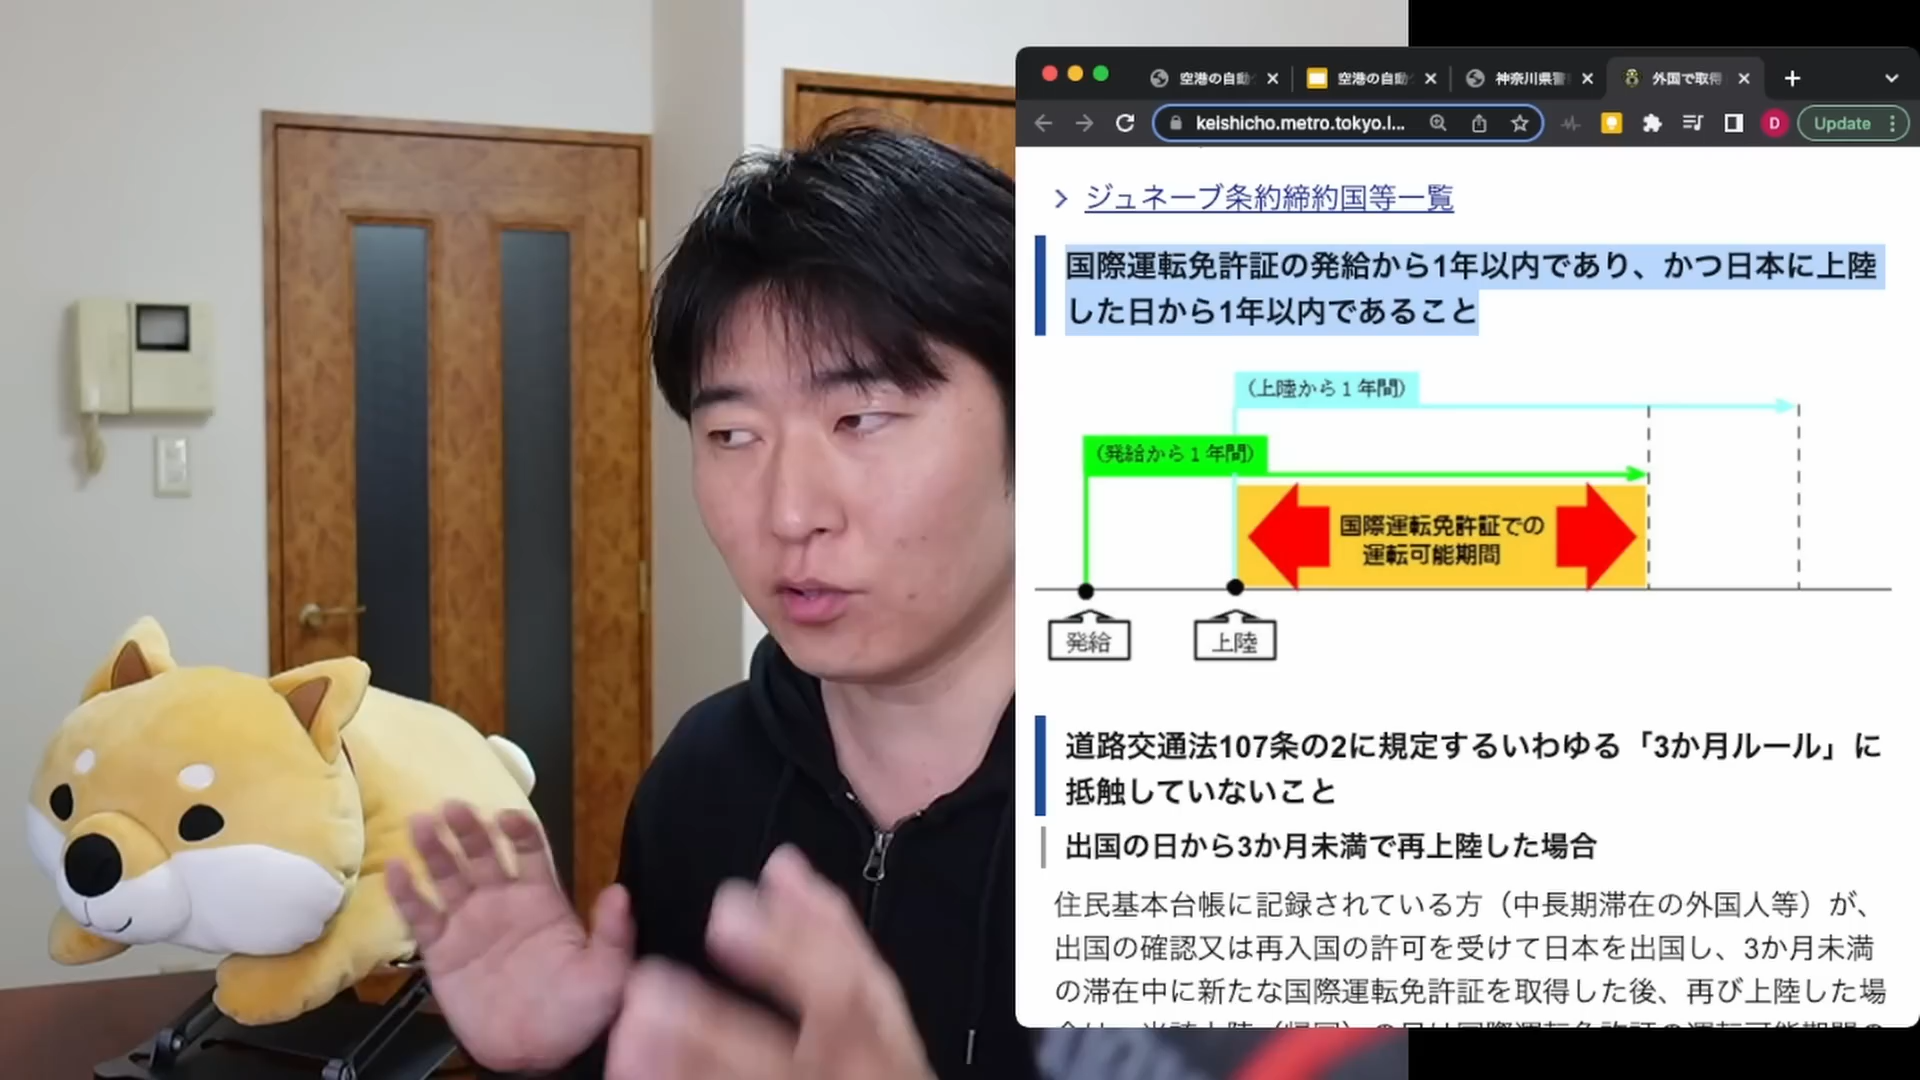 空港の自動
空港の自動
神奈川県警
外国で取得
keishicho.metro.tokyo.l...
D
Update
ジュネーブ条約締約国等一覧
国際運転免許証の発給から1年以内であり、かつ日本に上陸
した日から1年以内であること
（上陸から1年間）
（発給から1年間）
国際運転免許証での
運転可能期間
発給
上陸
道路交通法107条の2に規定するいわゆる「3か月ルール」に
抵触していないこと
出国の日から3か月未満で再上陸した場合
住民基本台帳に記録されている方（中長期滞在の外国人等）が、
出国の確認又は再入国の許可を受けて日本を出国し、3か月未満
の滞在中に新たな国際運転免許証を取得した後、再び上陸した場